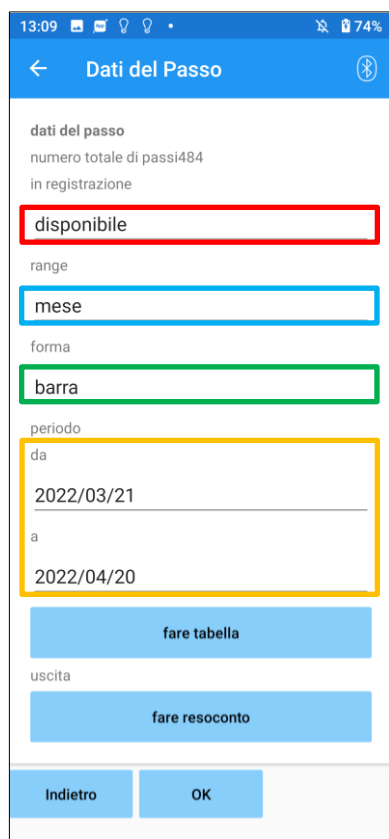 13:09 74%
Dati del Passo
dati del passo
numero totale di passi484
in registrazione
disponibile
range
mese
forma
barra
periodo
da
2022/03/21
a
2022/04/20
fare tabella
uscita
fare resoconto
Indietro OK